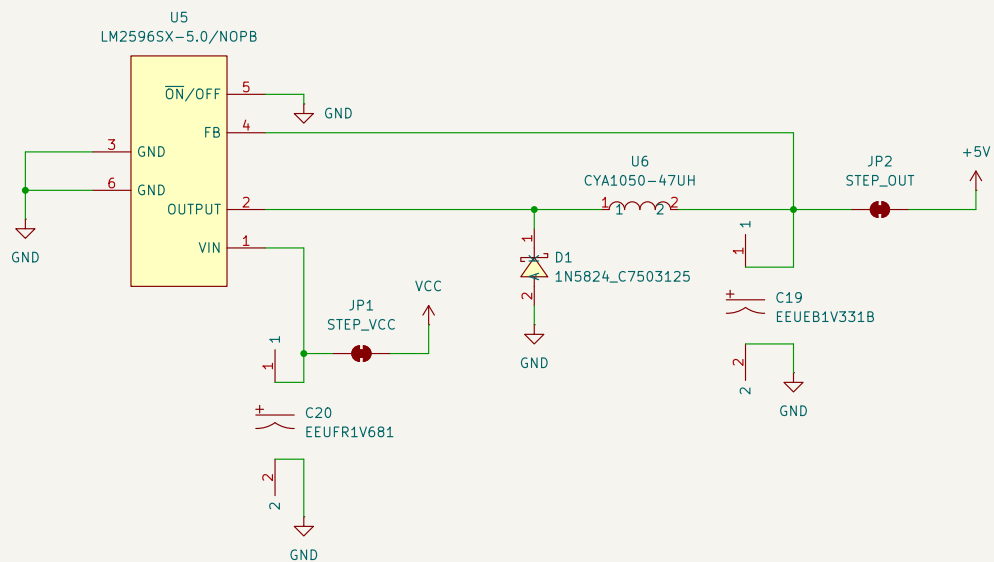 U5
LM2596SX-5.0/NOPB
ON/OFF
5
GND
FB
4
3
GND
6
GND
GND
OUTPUT
2
VIN
1
U6
CYA1050-47UH
1
1
2
2
JP2
STEP_OUT
+5V
1
D1
1N5824_C7503125
2
GND
1
1
C19
EEUEB1V331B
2
2
GND
VCC
JP1
STEP_VCC
1
1
C20
EEUFR1V681
2
2
GND